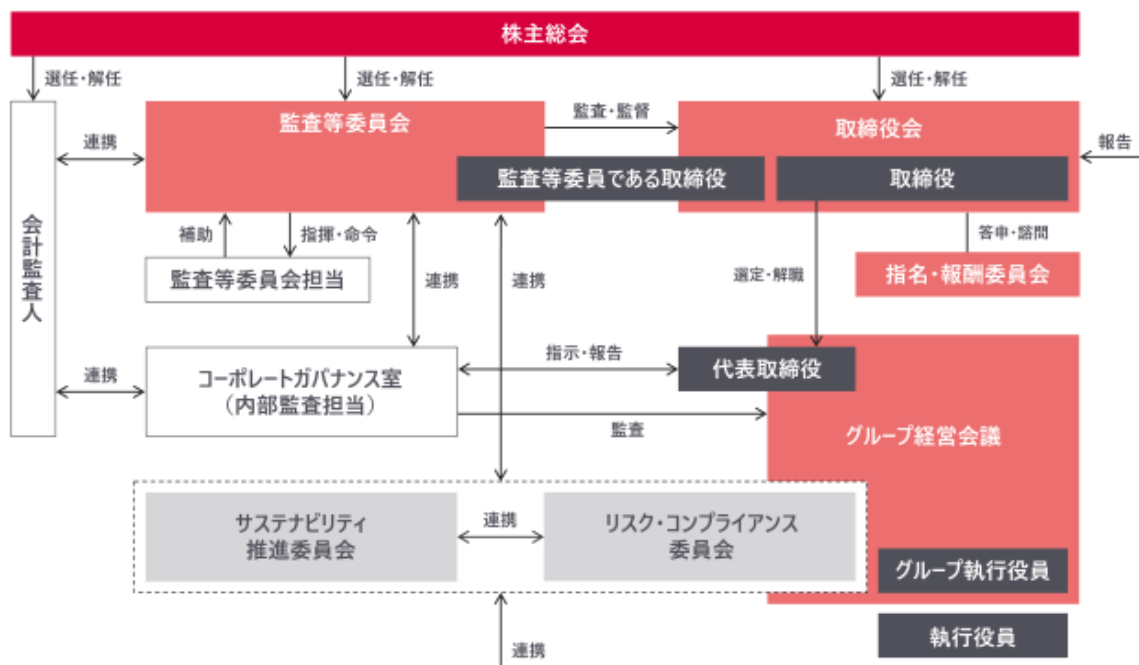 株主総会
選任・解任
選任・解任
選任・解任
監査等委員会
監査・監督
取締役会
連携
報告
監査等委員である取締役
取締役
会計監査人
補助
指揮・命令
答申・諮問
監査等委員会担当
連携
連携
選定・解職
指名・報酬委員会
指示・報告
代表取締役
連携
コーポレートガバナンス室
（内部監査担当）
監査
グループ経営会議
サステナビリティ
推進委員会
連携
リスク・コンプライアンス
委員会
グループ執行役員
執行役員
連携